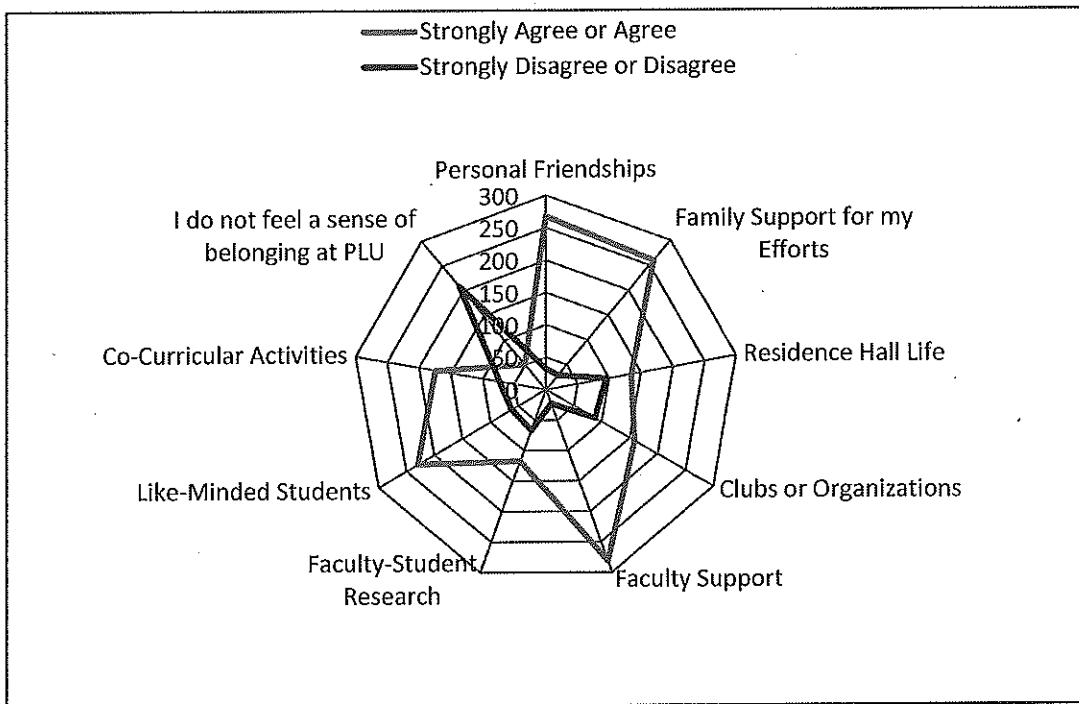 Strongly Agree or Agree
Strongly Disagree or Disagree
Personal Friendships
300
250
200
150
100
50
0
Family Support for my
Efforts
Residence Hall Life
Clubs or Organizations
Faculty Support
Faculty-Student
Research
Like-Minded Students
Co-Curricular Activities
I do not feel a sense of
belonging at PLU